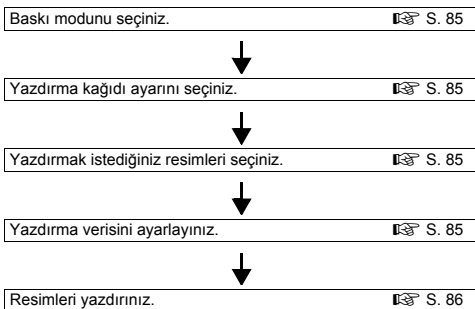 Baskı modunu seçiniz. ☞ S. 85
Yazdırma kağıdı ayarını seçiniz. ☞ S. 85
Yazdırmak istediğiniz resimleri seçiniz. ☞ S. 85
Yazdırma verisini ayarlayınız. ☞ S. 85
Resimleri yazdırınız. ☞ S. 86